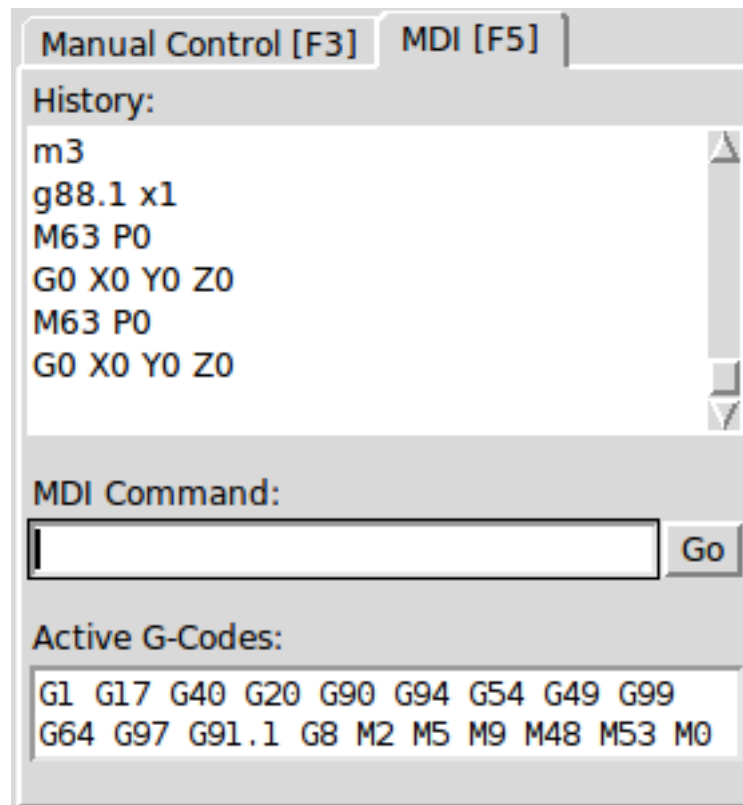 Manual Control [F3] MDI [F5]
History:
m3
g88.1 x1
M63 P0
G0 X0 Y0 Z0
M63 P0
G0 X0 Y0 Z0
MDI Command:
Go
Active G-Codes:
G1 G17 G40 G20 G90 G94 G54 G49 G99
G64 G97 G91.1 G8 M2 M5 M9 M48 M53 M0